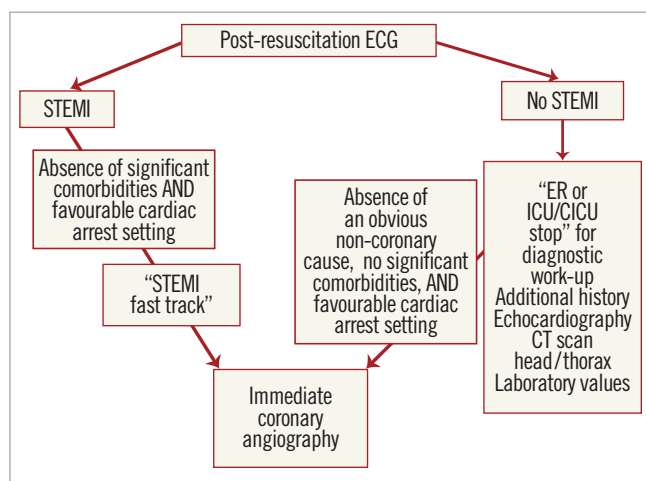 Post-resuscitation ECG
STEMI
No STEMI
Absence of significant
comorbidities AND
favourable cardiac
arrest setting
Absence of
an obvious
non-coronary
cause, no significant
comorbidities, AND
favourable cardiac
arrest setting
“ER or
ICU/CICU
stop” for
diagnostic
work-up
Additional history
Echocardiography
CT scan
head/thorax
Laboratory values
“STEMI
fast track”
Immediate
coronary
angiography